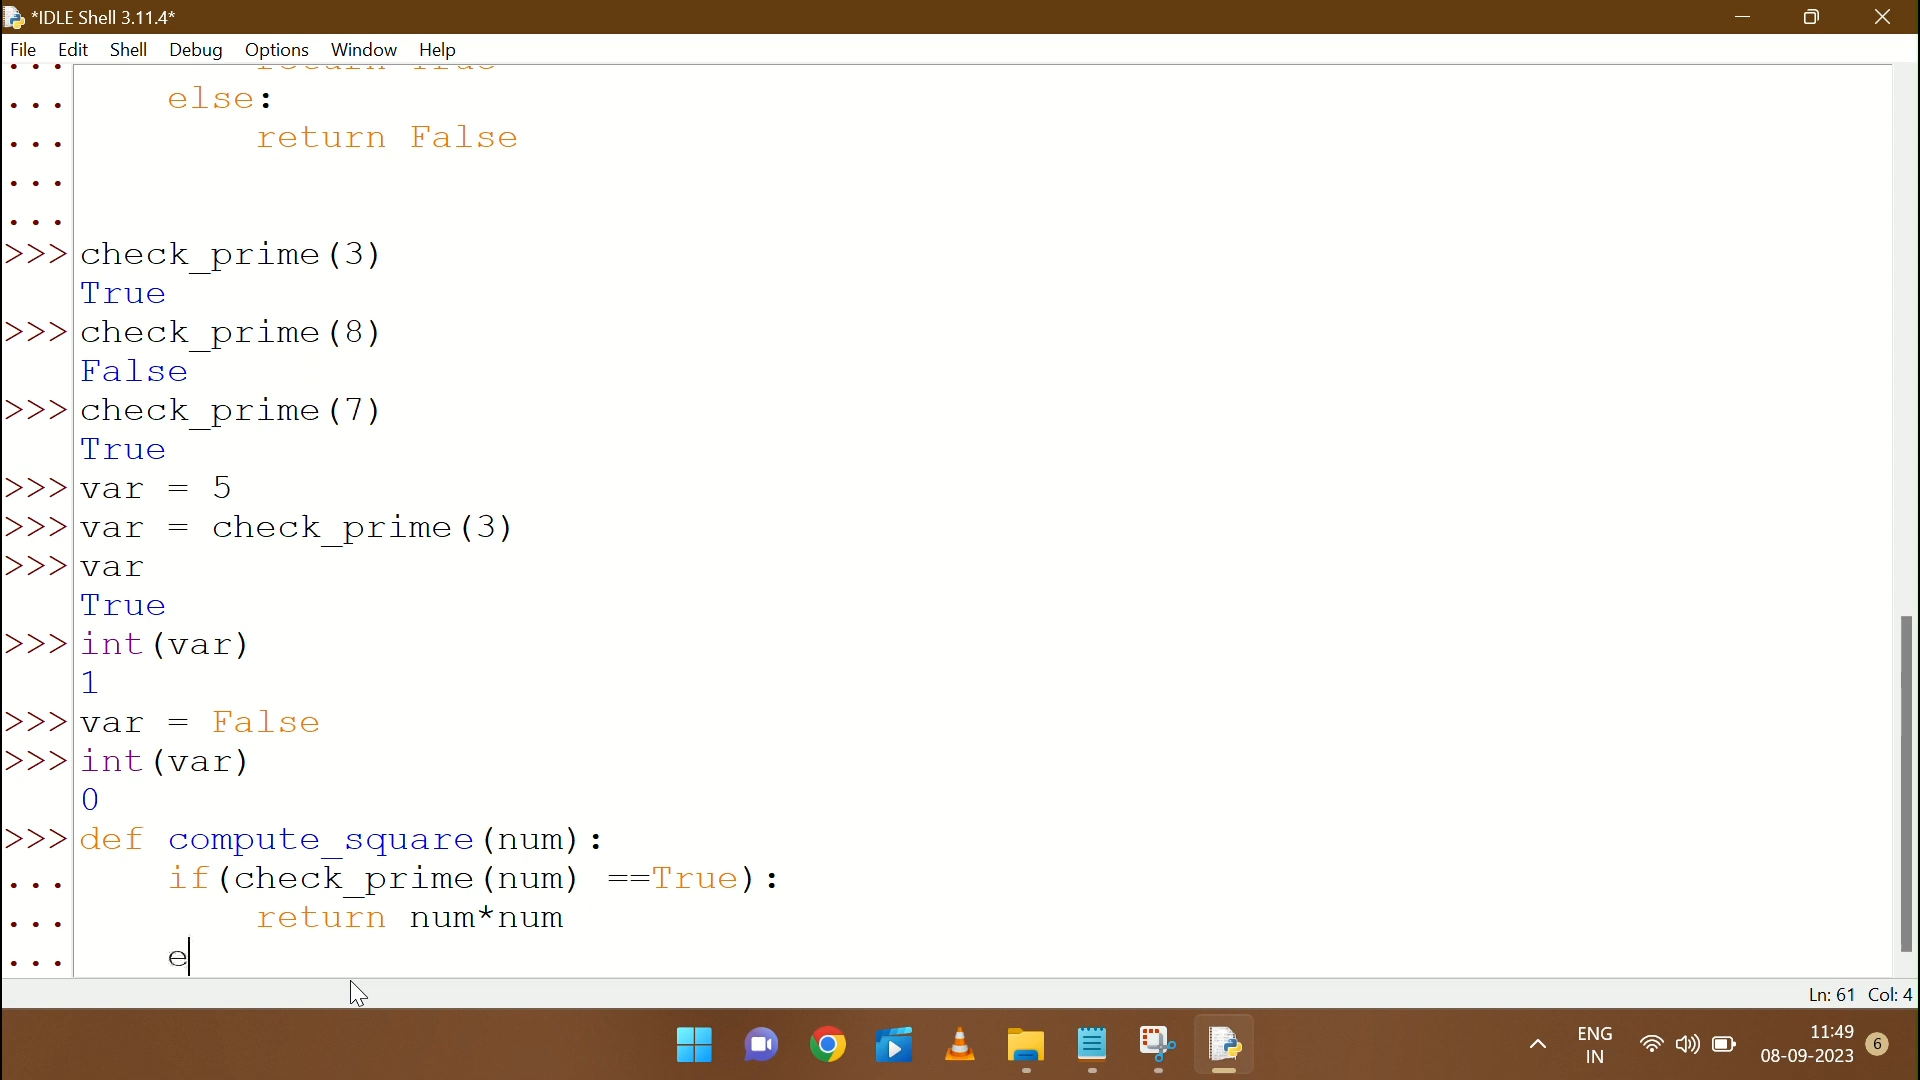 *IDLE Shell 3.11.4*
File Edit Shell Debug Options Window Help
...
... else:
... return False
...
...
>>> check_prime(3)
True
>>> check_prime(8)
False
>>> check_prime(7)
True
>>> var = 5
>>> var = check_prime(3)
>>> var
True
>>> int(var)
1
>>> var = False
>>> int(var)
0
>>> def compute_square(num):
... if(check_prime(num) ==True):
... return num*num
... e
Ln: 61 Col: 4
ENG
IN
11:49
08-09-2023
6